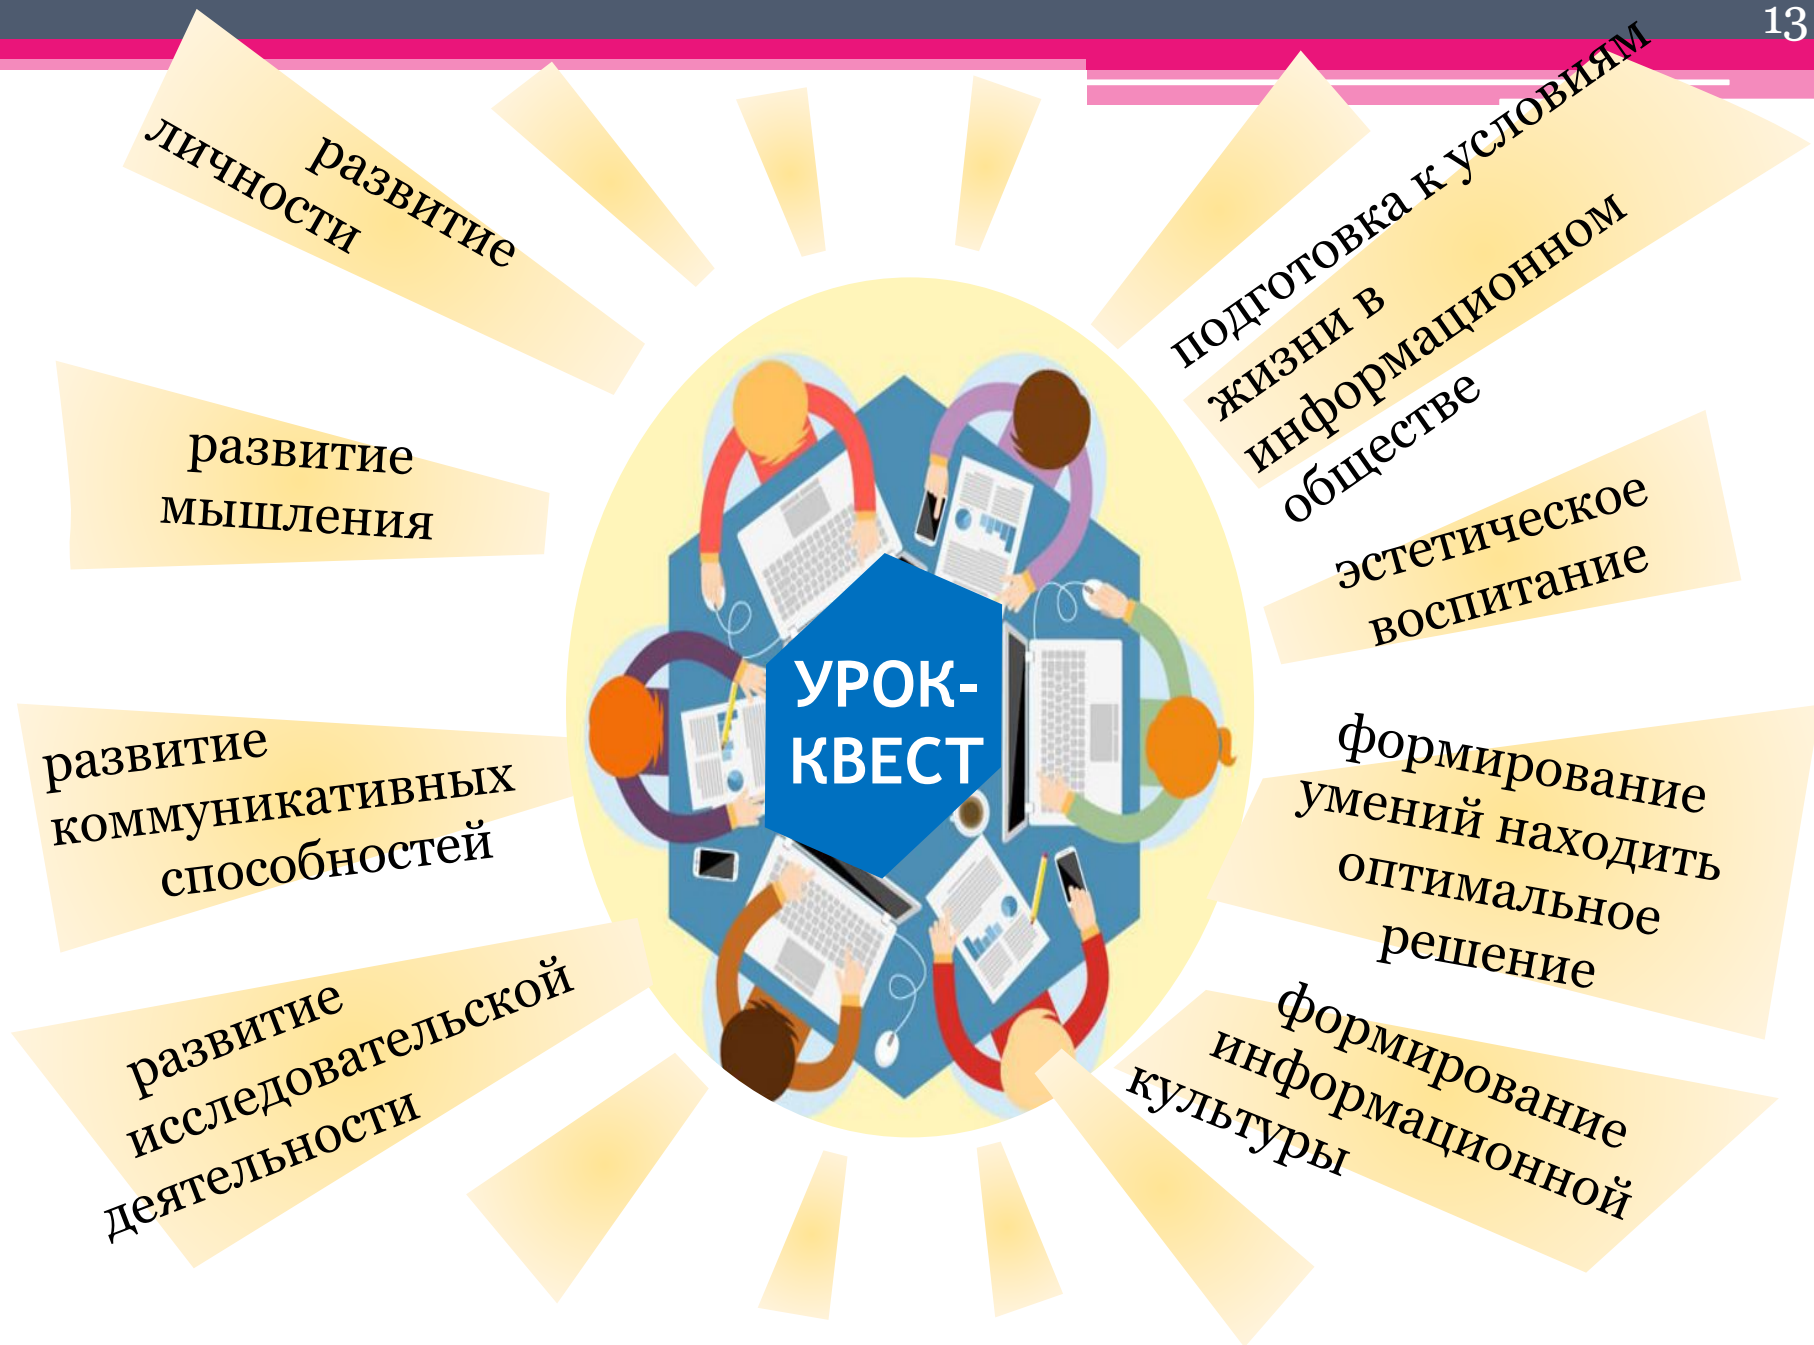 13
развитие
личности
развитие
мышления
развитие
коммуникативных
способностей
развитие
исследовательской
деятельности
УРОК-
КВЕСТ
подготовка к условиям
жизни в
информационном
обществе
эстетическое
воспитание
формирование
умений находить
оптимальное
решение
формирование
информационной
культуры